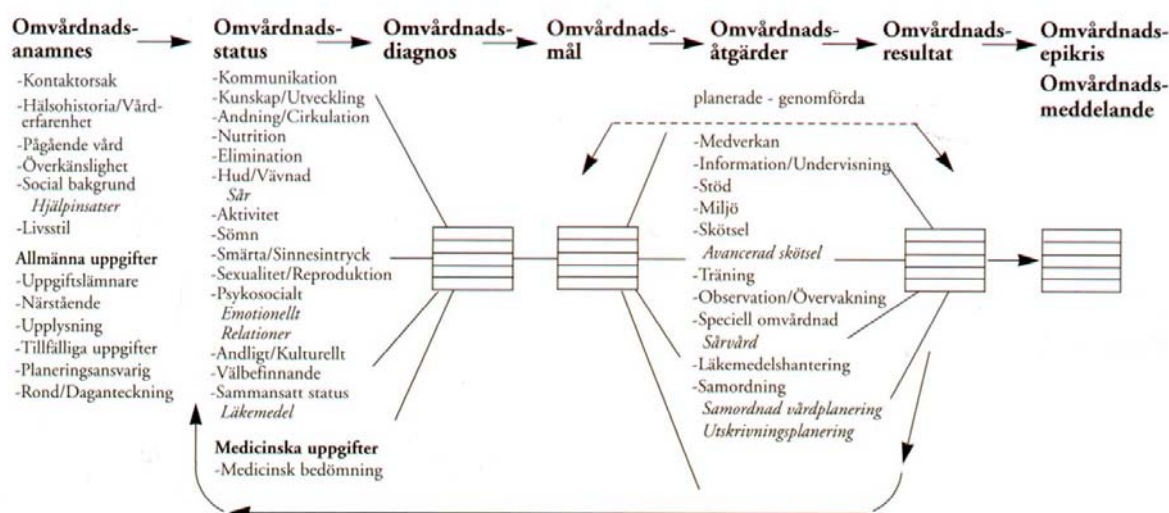 Omvårdnads-
anamnes
-Kontaktorsak
-Hälsohistoria/Vård-
erfarenhet
-Pågående vård
-Överkänslighet
-Social bakgrund
Hjälpinsatser
-Livsstil
Allmänna uppgifter
-Uppgiftslämnare
-Närstående
-Upplysning
-Tillfälliga uppgifter
-Planeringsansvarig
-Rond/Daganteckning
Omvårdnads-
status
-Kommunikation
-Kunskap/Utveckling
-Andning/Cirkulation
-Nutrition
-Elimination
-Hud/Vävnad
Sår
-Aktivitet
-Sömn
-Smärta/Sinnesintryck
-Sexualitet/Reproduktion
-Psykosocialt
Emotionellt
Relationer
-Andligt/Kulturellt
-Välbefinnande
-Sammansatt status
Läkemedel
Medicinska uppgifter
-Medicinsk bedömning
Omvårdnads-
diagnos
Omvårdnads-
mål
Omvårdnads-
åtgärder
planerade - genomförda
-Medverkan
-Information/Undervisning
-Stöd
-Miljö
-Skötsel
Avancerad skötsel
-Träning
-Observation/Övervakning
-Speciell omvårdnad
Sårvård
-Läkemedelshantering
-Samordning
Samordnad vårdplanering
Utskrivningsplanering
Omvårdnads-
resultat
Omvårdnads-
epikris
Omvårdnads-
meddelande